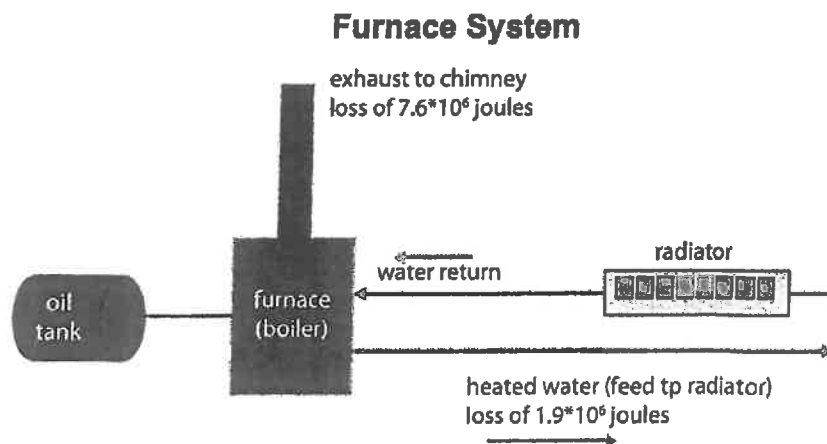 Furnace System
exhaust to chimney
loss of 7.6*10⁶ joules
radiator
water return
oil
tank
furnace
(boiler)
heated water (feed tp radiator)
loss of 1.9*10⁶ joules